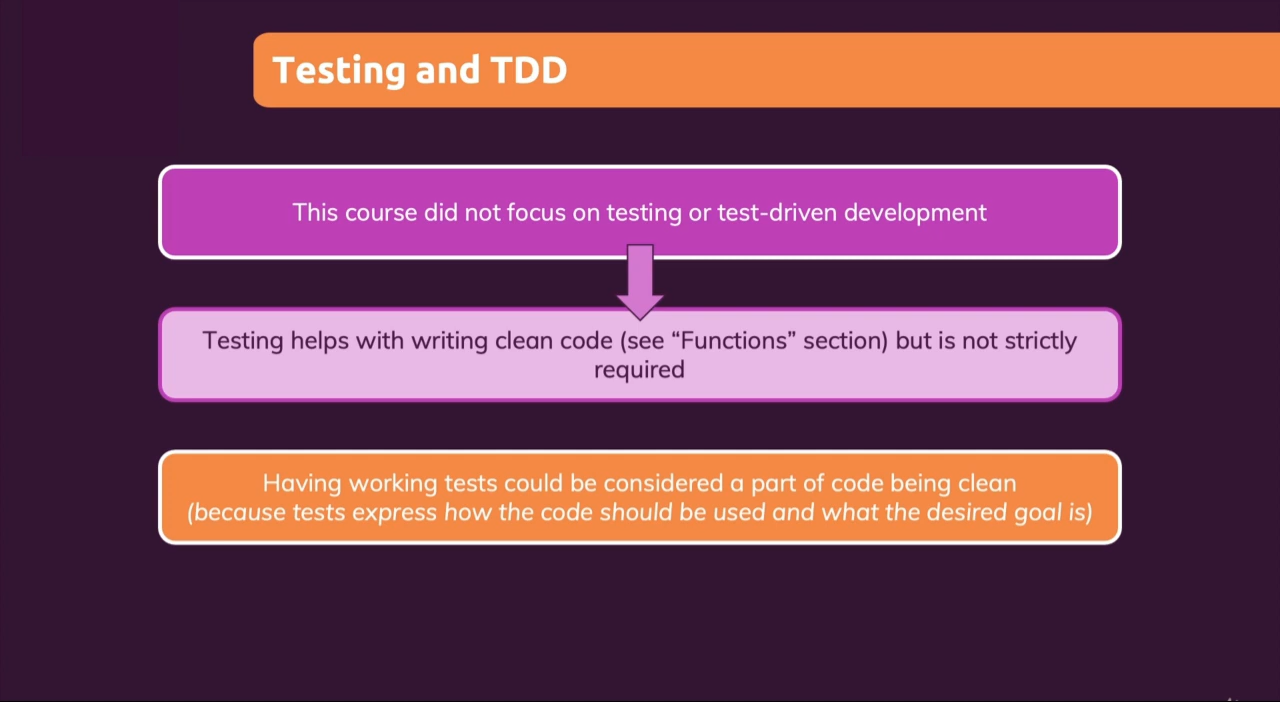 Testing and TDD
This course did not focus on testing or test-driven development
Testing helps with writing clean code (see “Functions” section) but is not strictly
required
Having working tests could be considered a part of code being clean
(because tests express how the code should be used and what the desired goal is)